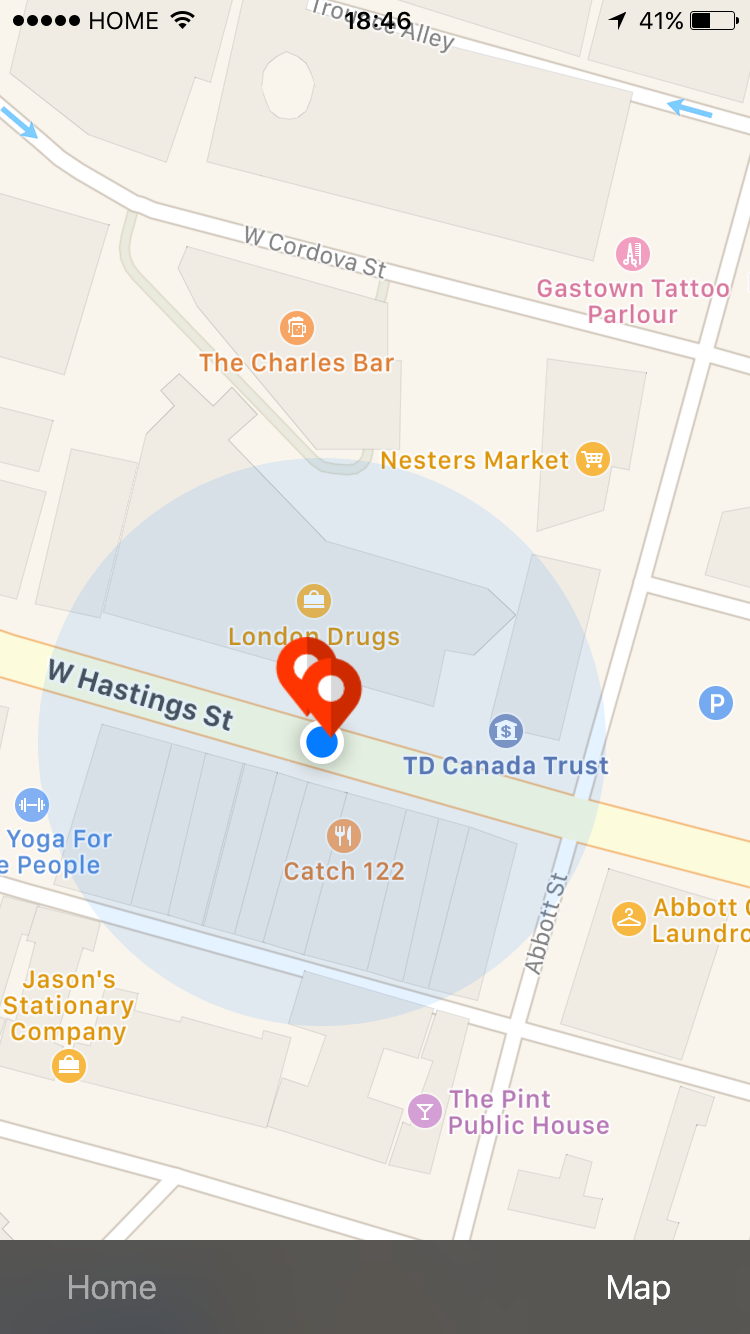 HOME
18:46
41%
Trounce Alley
W Cordova St
Gastown Tattoo
Parlour
The Charles Bar
Nesters Market
London Drugs
W Hastings St
P
$
TD Canada Trust
Yoga For
e People
Catch 122
Abbott St
Abbott
Laundro
Jason's
Stationary
Company
The Pint
Public House
Home
Map